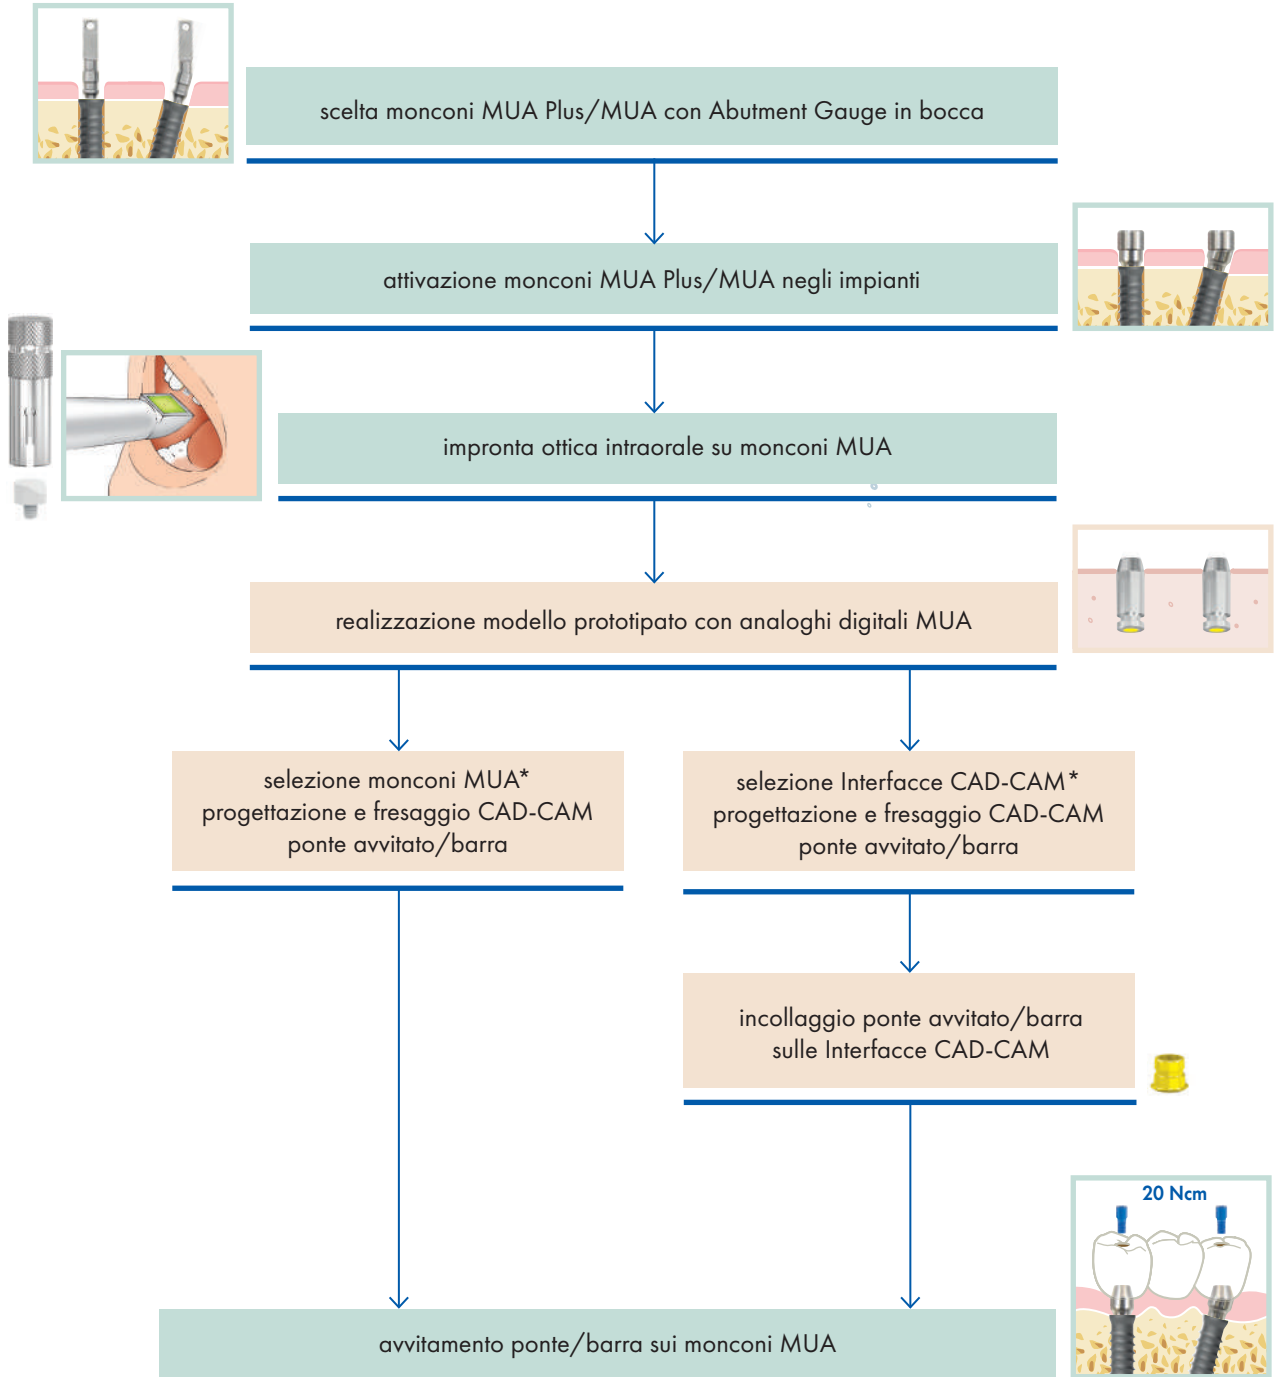 scelta monconi MUA Plus/MUA con Abutment Gauge in bocca
attivazione monconi MUA Plus/MUA negli impianti
impronta ottica intraorale su monconi MUA
realizzazione modello prototipato con analoghi digitali MUA
selezione monconi MUA*
progettazione e fresaggio CAD-CAM
ponte avvitato/barra
selezione Interfacce CAD-CAM*
progettazione e fresaggio CAD-CAM
ponte avvitato/barra
incollaggio ponte avvitato/barra
sulle Interfacce CAD-CAM
20 Ncm
avvitamento ponte/barra sui monconi MUA